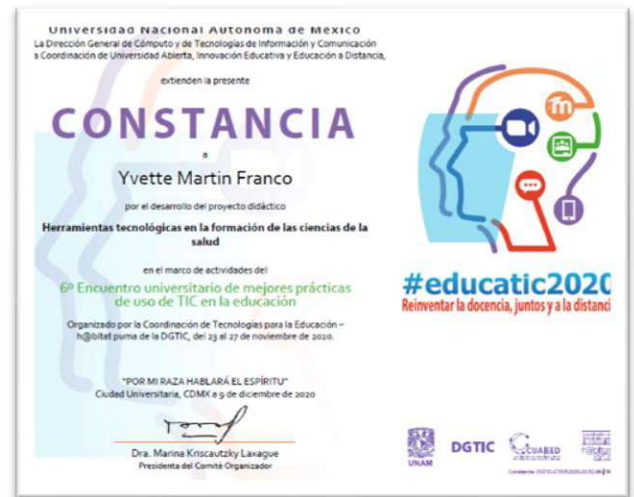 Universidad Nacional Autónoma de México
La Dirección General de Cómputo y de Tecnologías de Información y Comunicación
a Coordinación de Universidad Abierta, Innovación Educativa y Educación a Distancia,
extienden la presente
CONSTANCIA
a
Yvette Martin Franco
por el desarrollo del proyecto didáctico
Herramientas tecnológicas en la formación de las ciencias de la
salud
en el marco de actividades del
6º Encuentro universitario de mejores prácticas
de uso de TIC en la educación
Organizado por la Coordinación de Tecnologías para la Educación –
h@bitat puma de la DGTIC, del 23 al 27 de noviembre de 2020.
"POR MI RAZA HABLARÁ EL ESPÍRITU"
Ciudad Universitaria, CDMX a 9 de diciembre de 2020
Dra. Marina Kriscautzky Laxague
Presidenta del Comité Organizador
#educatic2020
Reinventar la docencia, juntos y a la distanci
UNAM
DGTIC
CUAIEED